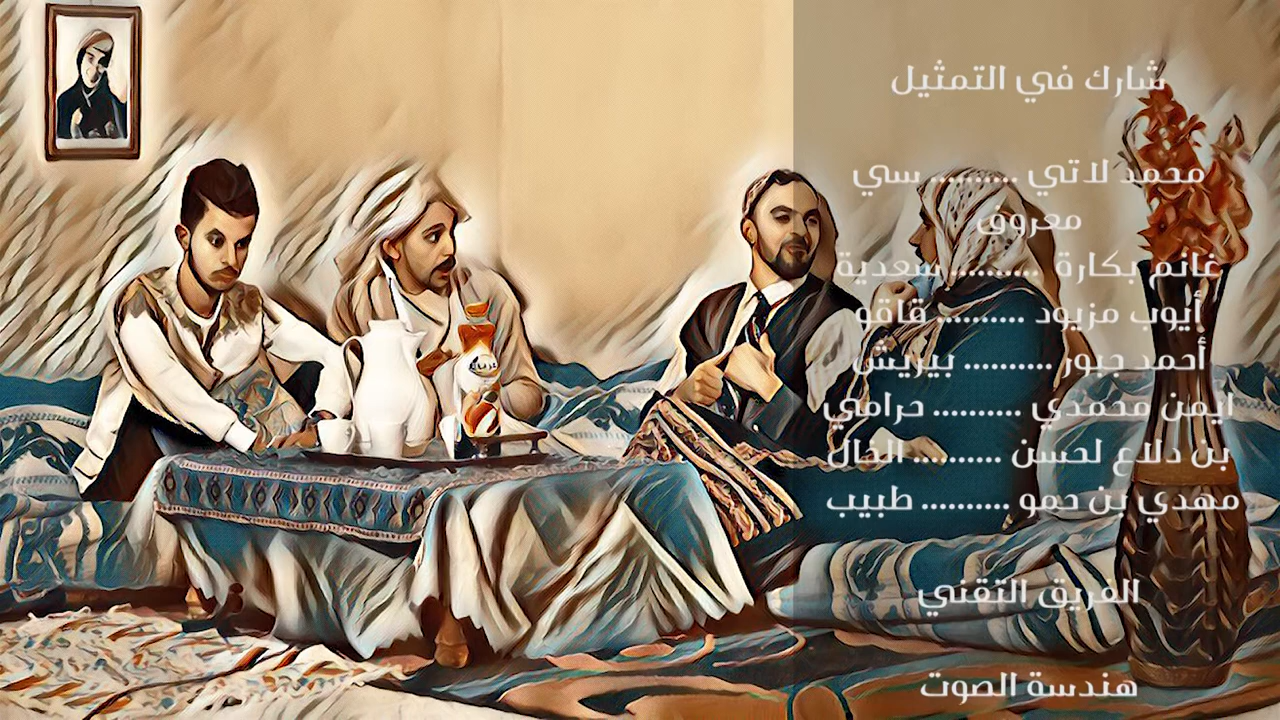 شارك في التمثيل
محمد لاتي .......... سي
معروف
غانم بكارة .......... سعدية
أيوب مزيود .......... قاقو
أحمد جبور .......... بيريش
ايمن محمدي .......... حرامي
بن دلاع لحسن .......... الخال
مهدي بن حمو .......... طبيب
الفريق التقني
هندسة الصوت